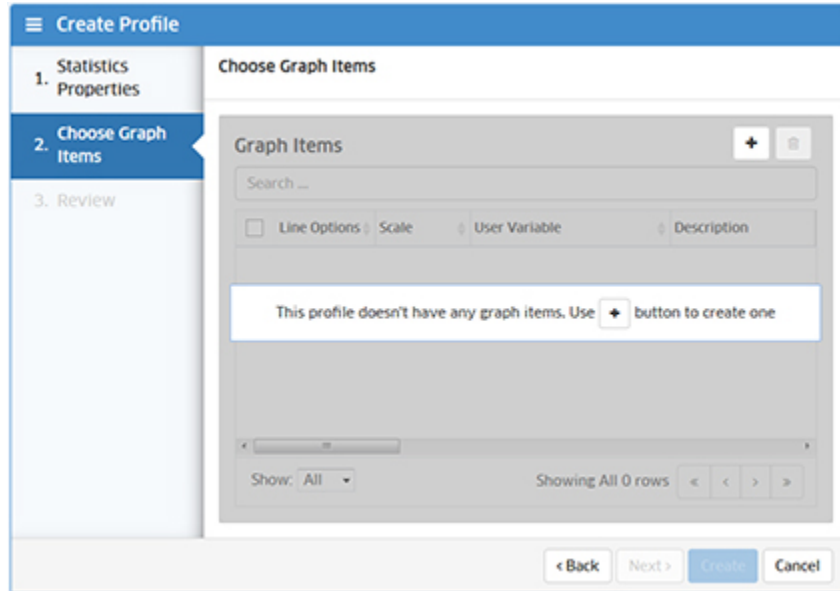 Create Profile
1. Statistics Properties
2. Choose Graph Items
3. Review
Choose Graph Items
Graph Items
Search ...
Line Options Scale User Variable Description
This profile doesn't have any graph items. Use + button to create one
Show: All
Showing All 0 rows « < > »
< Back Next > Create Cancel